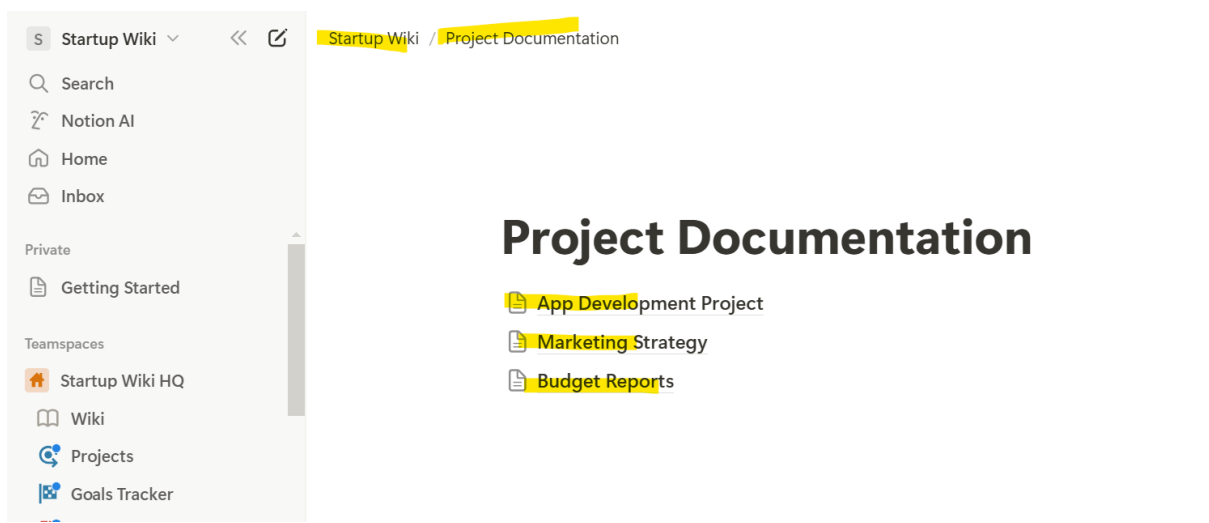 S Startup Wiki
Search
Notion AI
Home
Inbox
Private
Getting Started
Teamspaces
Startup Wiki HQ
Wiki
Projects
Goals Tracker
Startup Wiki / Project Documentation
Project Documentation
App Development Project
Marketing Strategy
Budget Reports